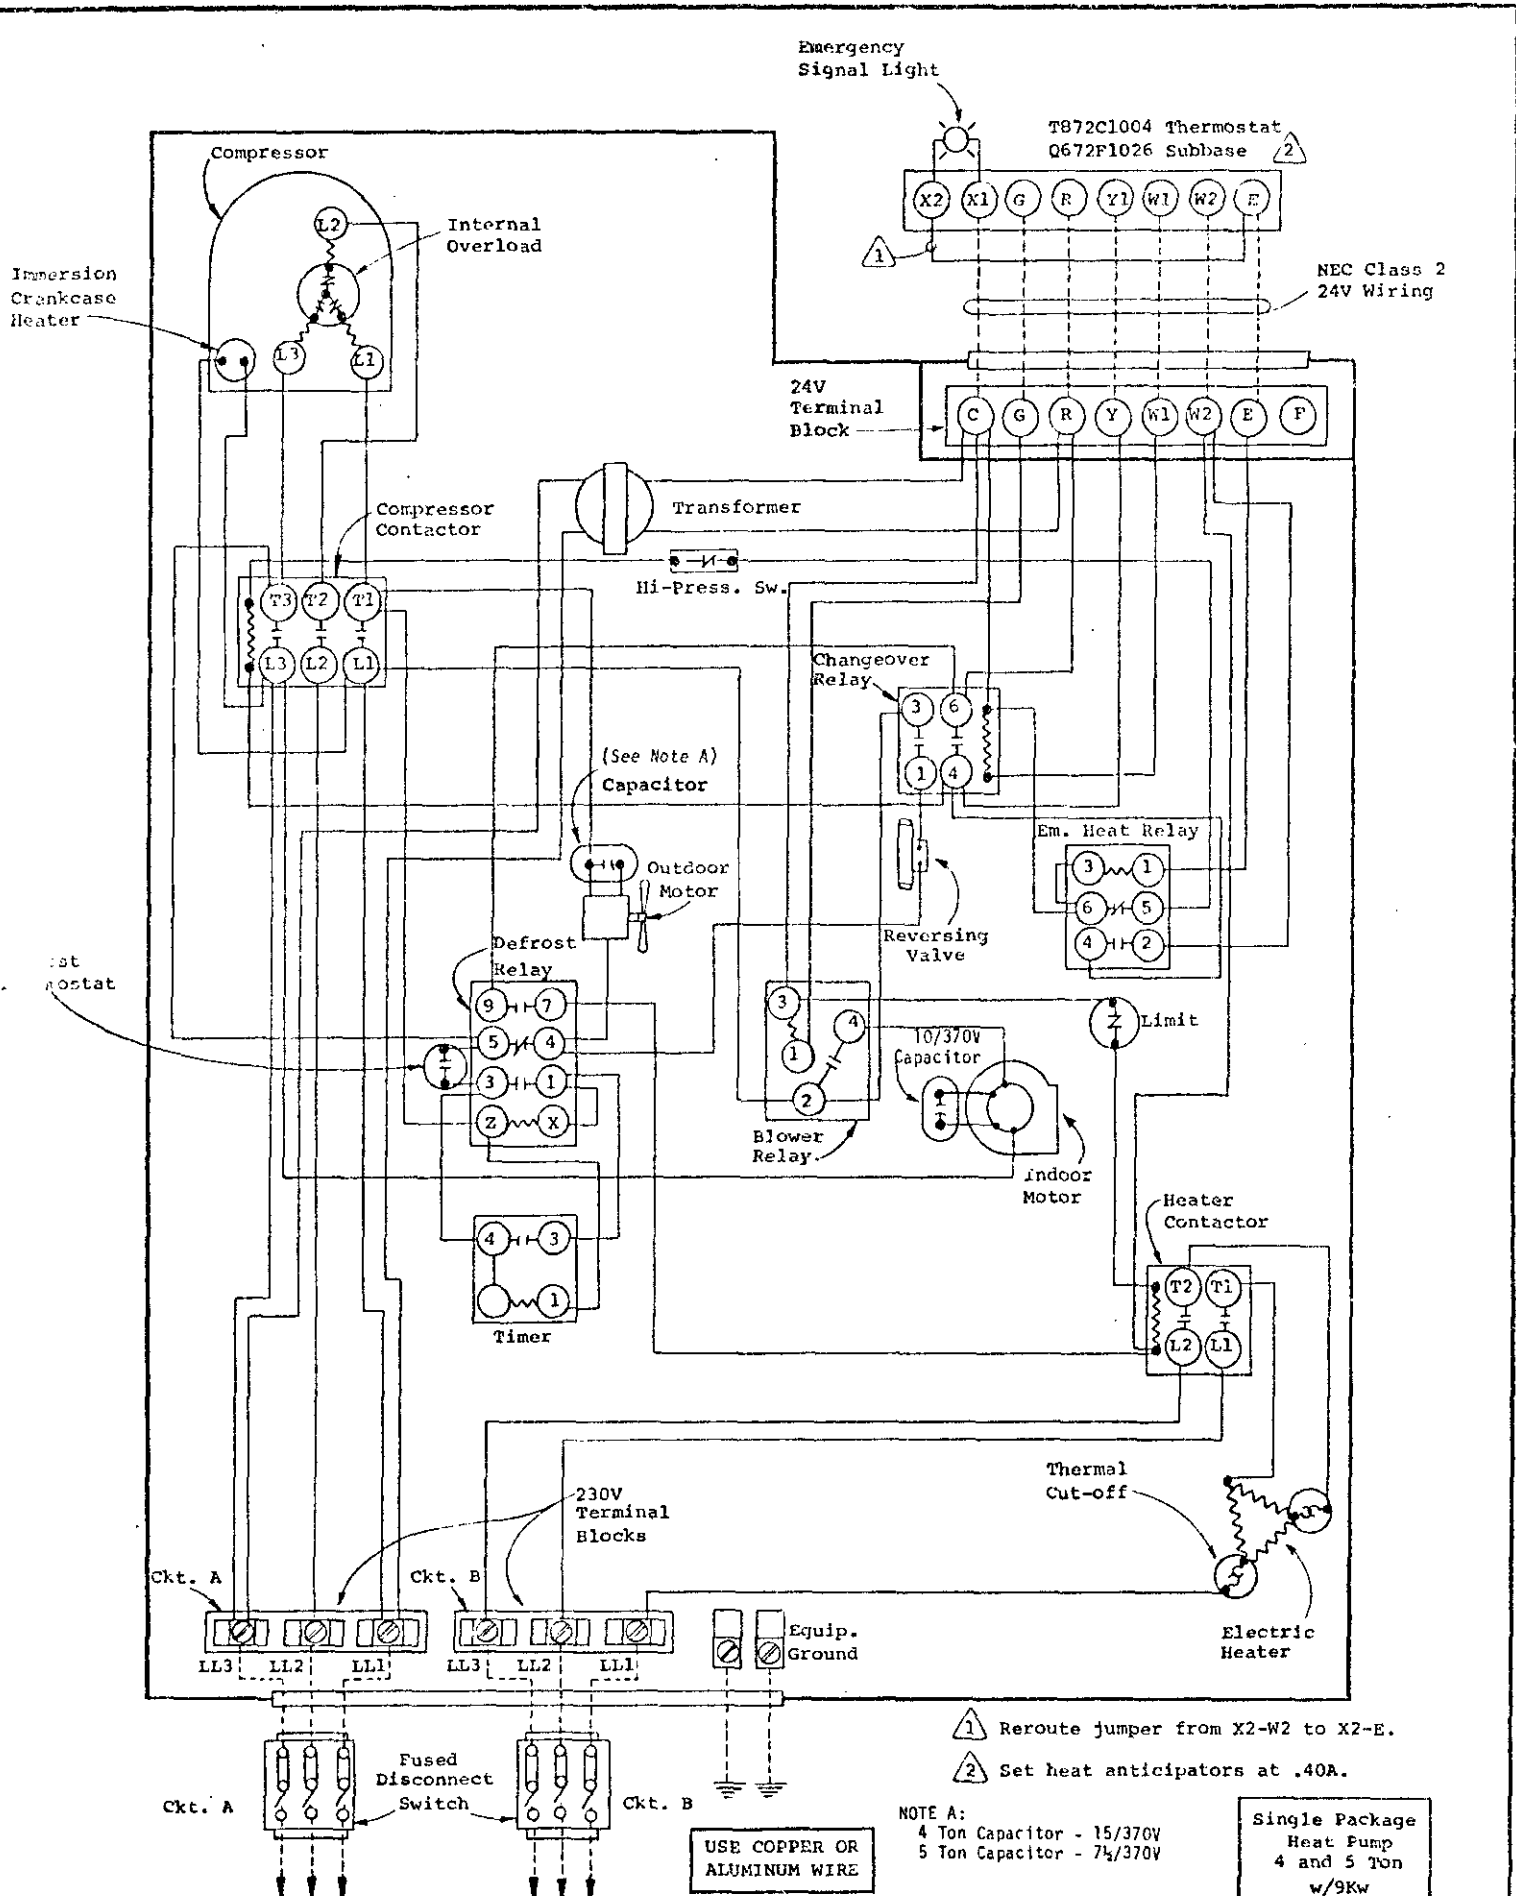 Emergency
Signal Light
T872C1004 Thermostat
Q672F1026 Subbase
2
X2 X1 G R Y1 W1 W2 E
1
NEC Class 2
24V Wiring
Compressor
L2
Internal
Overload
Immersion
Crankcase
Heater
L3 L1
24V
Terminal
Block
C G R Y W1 W2 E F
Transformer
Compressor
Contactor
Hi-Press. Sw.
T3 T2 T1
L3 L2 L1
Changeover
Relay
3 6
1 4
(See Note A)
Capacitor
Em. Heat Relay
3 1
6 5
4 2
Outdoor
Motor
Reversing
Valve
Defrost
Relay
9 7
5 4
3 1
Z X
3
4
1
2
Blower
Relay
10/370V
Capacitor
Limit
Indoor
Motor
4 3
1
Timer
Heater
Contactor
T2 T1
L2 L1
Thermal
Cut-off
230V
Terminal
Blocks
Ckt. A
Ckt. B
LL3 LL2 LL1
LL3 LL2 LL1
Equip.
Ground
Electric
Heater
1 Reroute jumper from X2-W2 to X2-E.
2 Set heat anticipators at .40A.
Fused
Disconnect
Switch
Ckt. A
Ckt. B
USE COPPER OR
ALUMINUM WIRE
NOTE A:
4 Ton Capacitor - 15/370V
5 Ton Capacitor - 7½/370V
Single Package
Heat Pump
4 and 5 Ton
w/9Kw